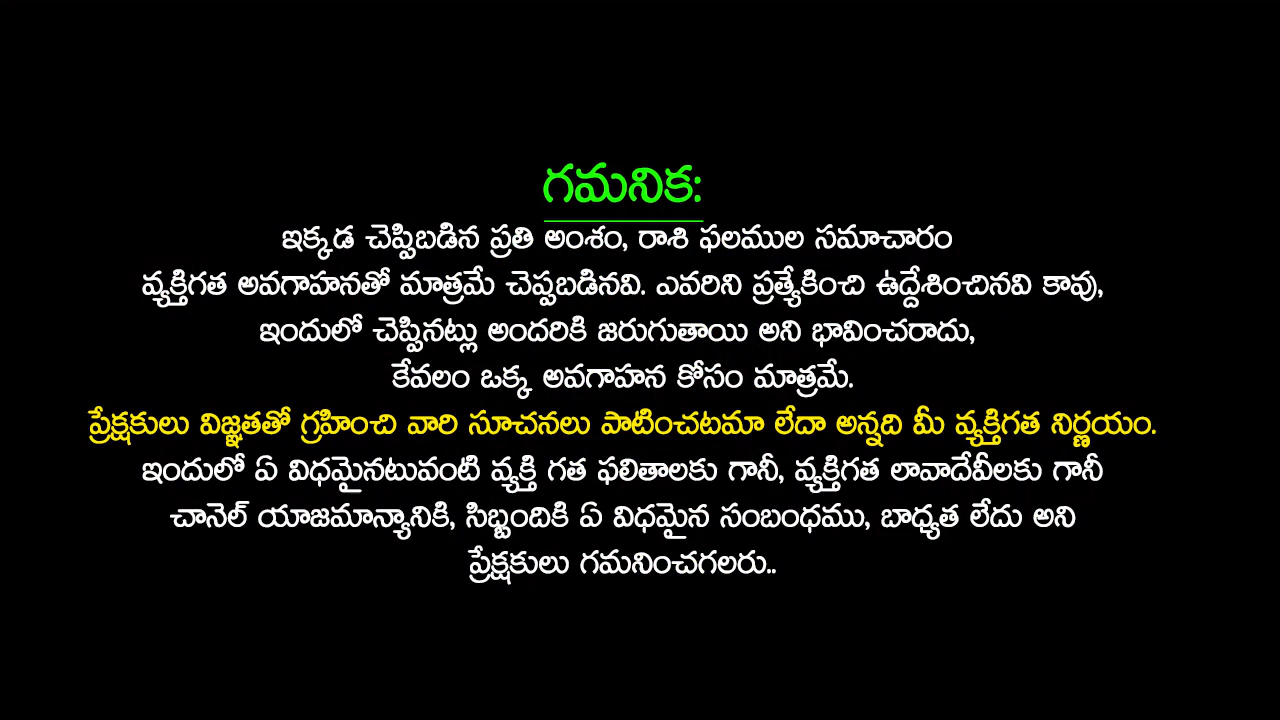 గమనిక:
ఇక్కడ చెప్పిబడిన ప్రతి అంశం, రాశి ఫలముల సమాచారం
వ్యక్తిగత అవగాహనతో మాత్రమే చెప్పబడినవి. ఎవరిని ప్రత్యేకించి ఉద్దేశించినవి కావు,
ఇందులో చెప్పినట్లు అందరికి జరుగుతాయి అని భావించరాదు,
కేవలం ఒక్క అవగాహన కోసం మాత్రమే.
ప్రేక్షకులు విజ్ఞతతో గ్రహించి వారి సూచనలు పాటించటమా లేదా అన్నది మీ వ్యక్తిగత నిర్ణయం.
ఇందులో ఏ విధమైనటువంటి వ్యక్తి గత ఫలితాలకు గానీ, వ్యక్తిగత లావాదేవీలకు గానీ
చానెల్ యాజమాన్యానికి, సిబ్బందికి ఏ విధమైన సంబంధము, బాధ్యత లేదు అని
ప్రేక్షకులు గమనించగలరు..